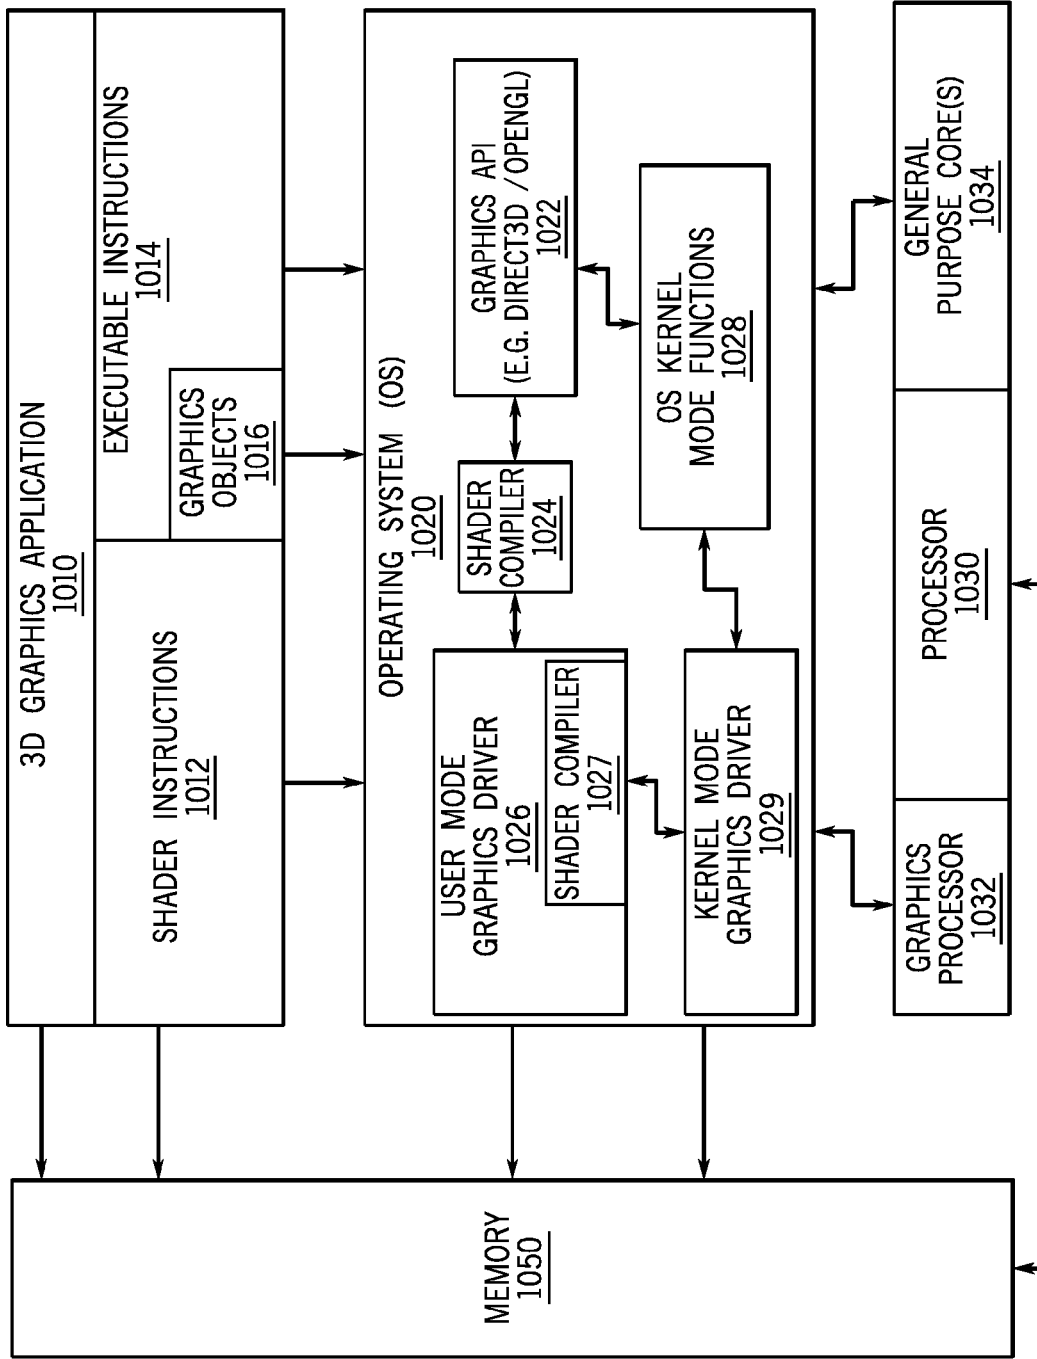 3D GRAPHICS APPLICATION
1010
SHADER INSTRUCTIONS
1012
EXECUTABLE INSTRUCTIONS
1014
GRAPHICS
OBJECTS
1016
OPERATING SYSTEM (OS)
1020
USER MODE
GRAPHICS DRIVER
1026
SHADER COMPILER
1027
SHADER
COMPILER
1024
GRAPHICS API
(E.G. DIRECT3D /OPENGL)
1022
KERNEL MODE
GRAPHICS DRIVER
1029
OS KERNEL
MODE FUNCTIONS
1028
GRAPHICS
PROCESSOR
1032
PROCESSOR
1030
GENERAL
PURPOSE CORE(S)
1034
MEMORY
1050